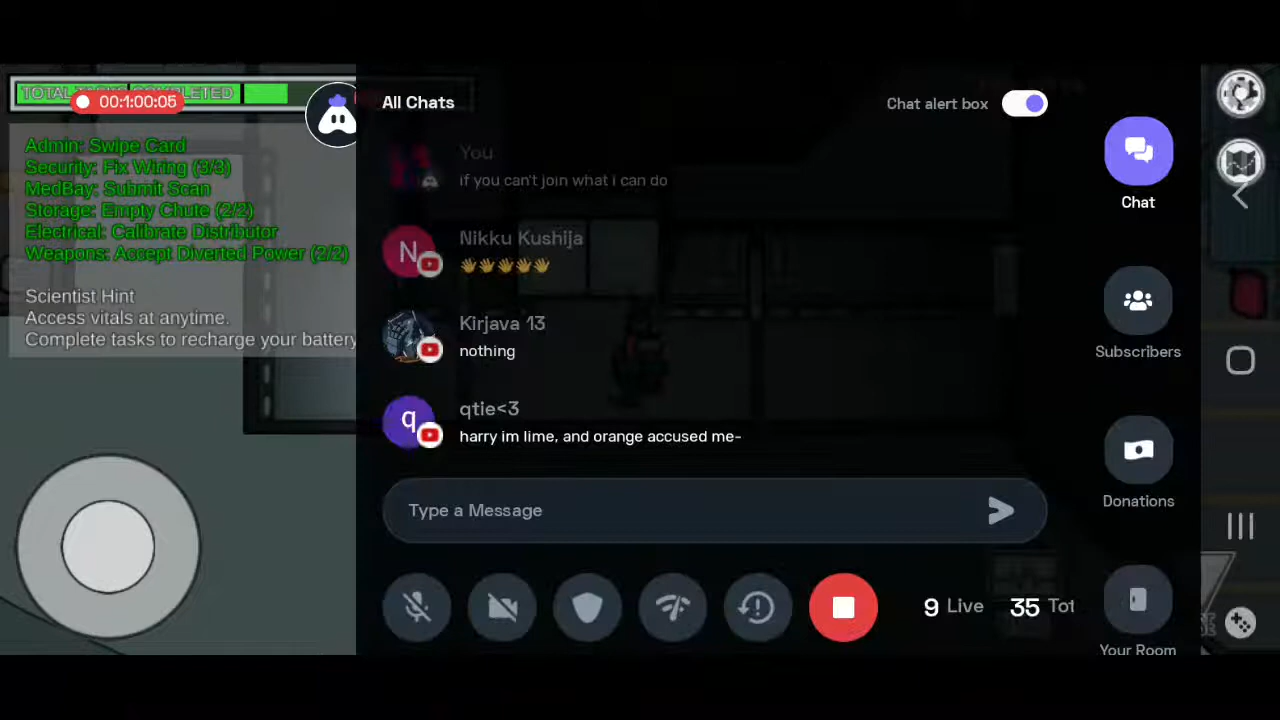 TOTAL TASKS COMPLETED
00:1:00:05
Admin: Swipe Card
Security: Fix Wiring (3/3)
MedBay: Submit Scan
Storage: Empty Chute (2/2)
Electrical: Calibrate Distributor
Weapons: Accept Diverted Power (2/2)
Scientist Hint
Access vitals at anytime.
Complete tasks to recharge your battery
All Chats
Chat alert box
You
if you can't join what i can do
N
Nikku Kushija
👋👋👋👋👋
Kirjava 13
nothing
q
qtie<3
harry im lime, and orange accused me-
Type a Message
9 Live
35 Tot
Chat
Subscribers
Donations
Your Room